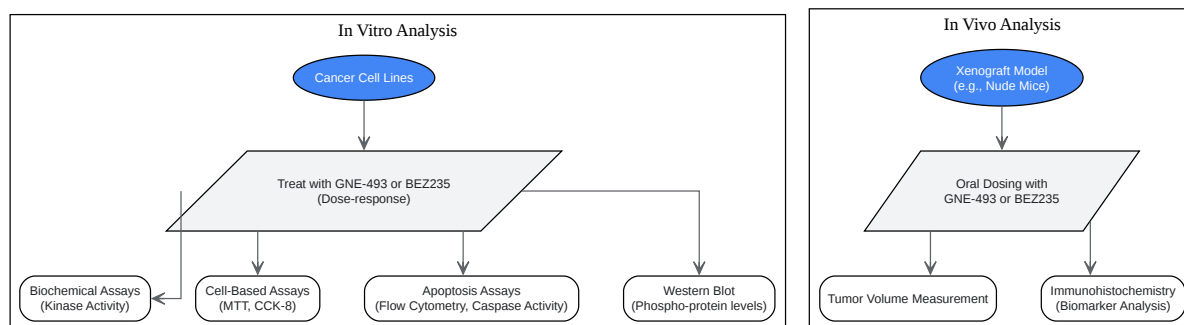 In Vitro Analysis
Cancer Cell Lines
Treat with GNE-493 or BEZ235
(Dose-response)
Biochemical Assays
(Kinase Activity)
Cell-Based Assays
(MTT, CCK-8)
Apoptosis Assays
(Flow Cytometry, Caspase Activity)
Western Blot
(Phospho-protein levels)
In Vivo Analysis
Xenograft Model
(e.g., Nude Mice)
Oral Dosing with
GNE-493 or BEZ235
Tumor Volume Measurement
Immunohistochemistry
(Biomarker Analysis)